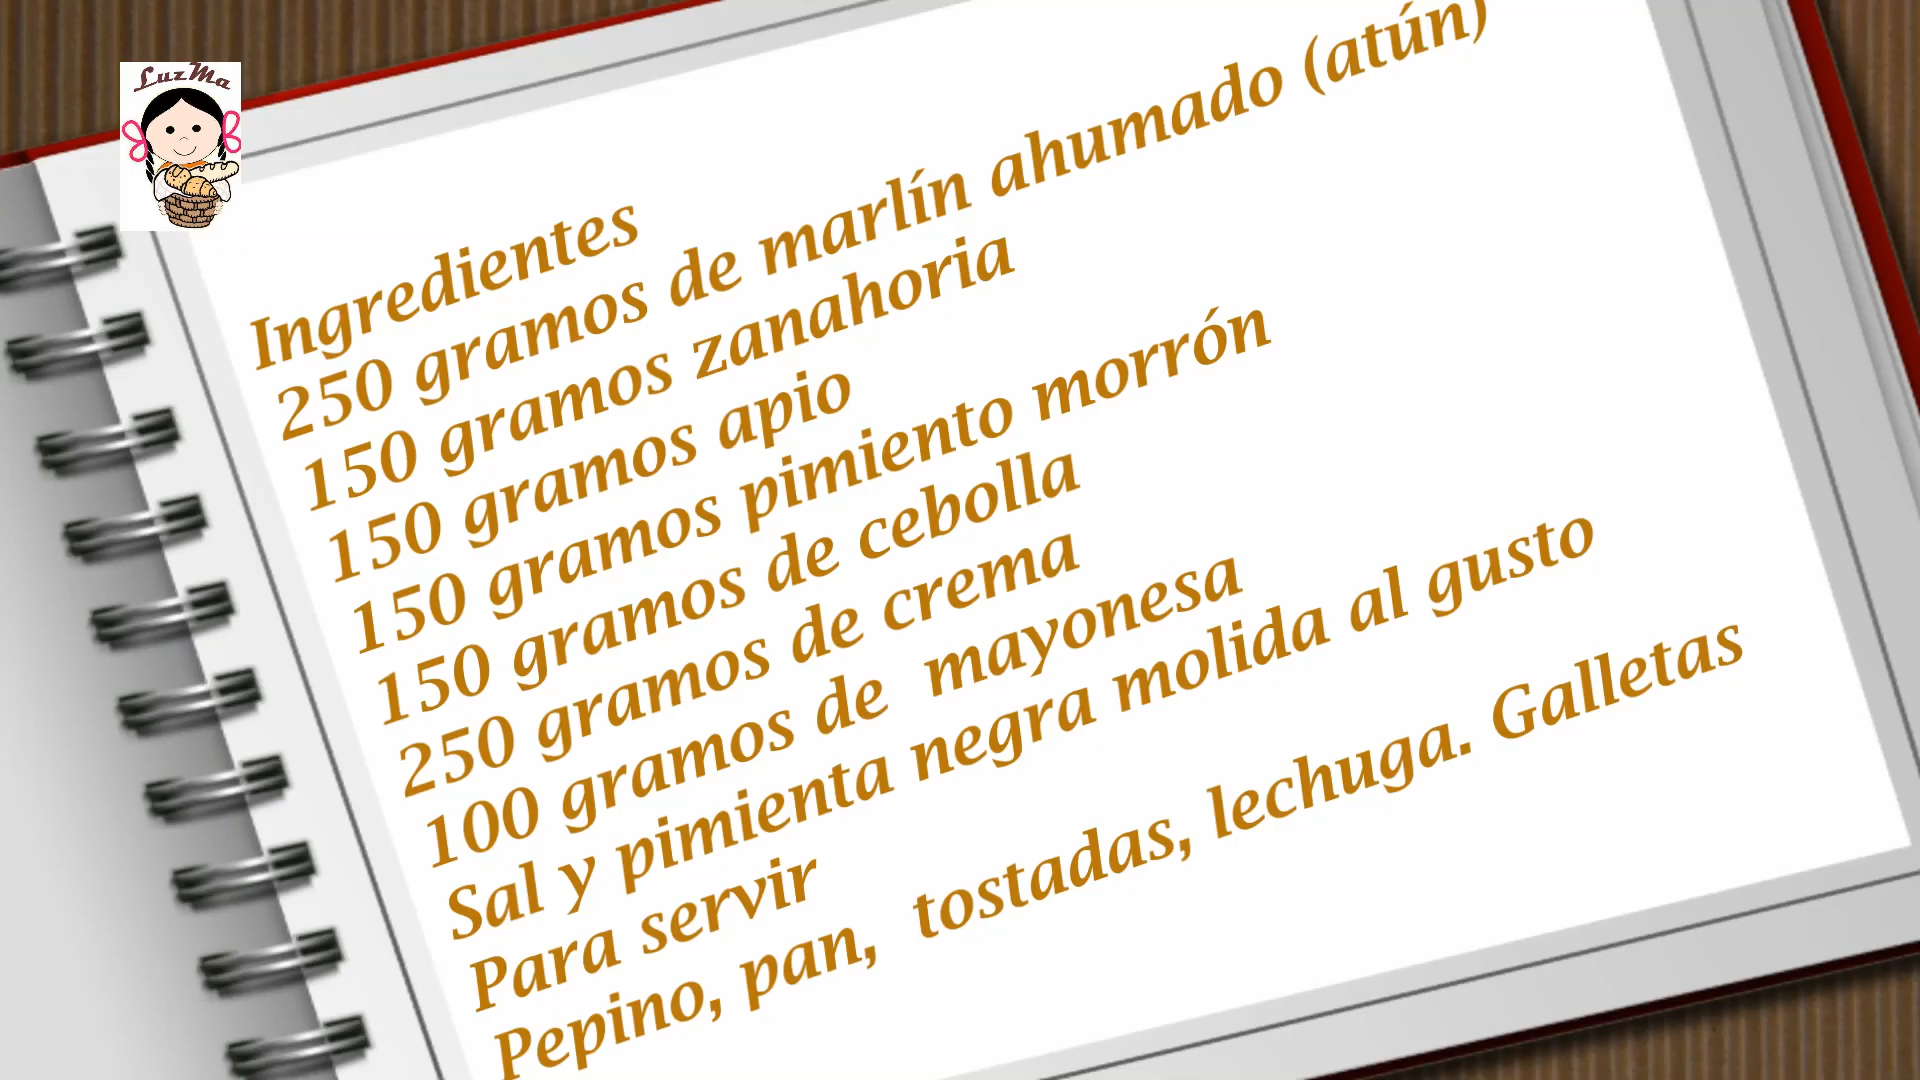 LuzMa
Ingredientes
250 gramos de marlín ahumado (atún)
150 gramos zanahoria
150 gramos apio
150 gramos pimiento morrón
150 gramos de cebolla
250 gramos de crema
100 gramos de mayonesa
Sal y pimienta negra molida al gusto
Para servir
Pepino, pan, tostadas, lechuga. Galletas